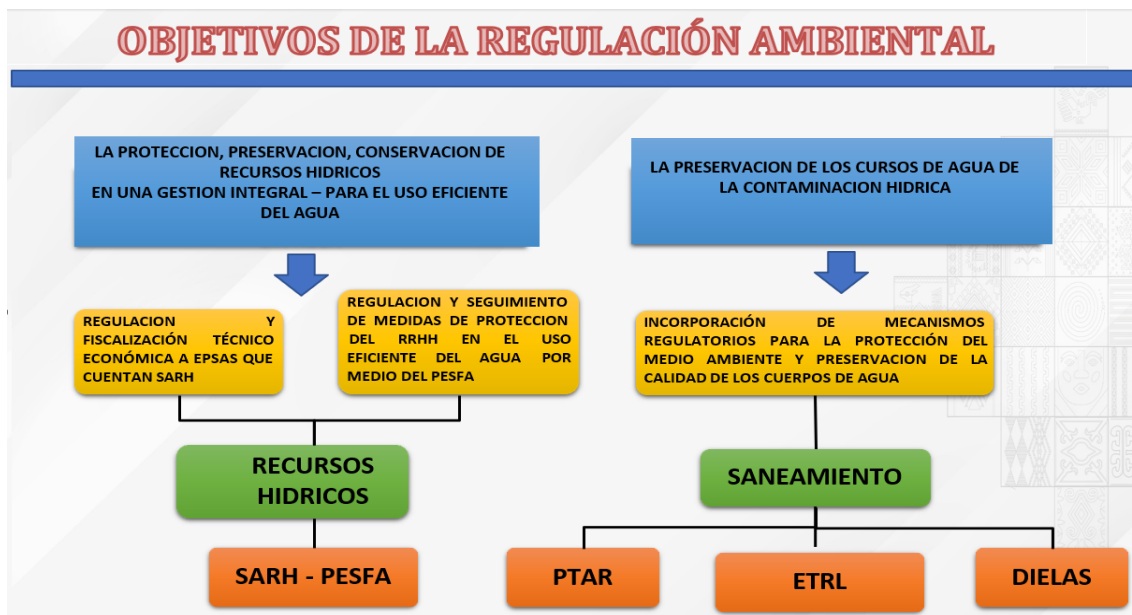 OBJETIVOS DE LA REGULACIÓN AMBIENTAL
LA PROTECCION, PRESERVACION, CONSERVACION DE
RECURSOS HIDRICOS
EN UNA GESTION INTEGRAL – PARA EL USO EFICIENTE
DEL AGUA
LA PRESERVACION DE LOS CURSOS DE AGUA DE
LA CONTAMINACION HIDRICA
REGULACION Y
FISCALIZACIÓN TÉCNICO
ECONÓMICA A EPSAS QUE
CUENTAN SARH
REGULACION Y SEGUIMIENTO
DE MEDIDAS DE PROTECCION
DEL RRHH EN EL USO
EFICIENTE DEL AGUA POR
MEDIO DEL PESFA
INCORPORACIÓN DE MECANISMOS
REGULATORIOS PARA LA PROTECCIÓN DEL
MEDIO AMBIENTE Y PRESERVACION DE LA
CALIDAD DE LOS CUERPOS DE AGUA
RECURSOS
HIDRICOS
SANEAMIENTO
SARH - PESFA
PTAR
ETRL
DIELAS